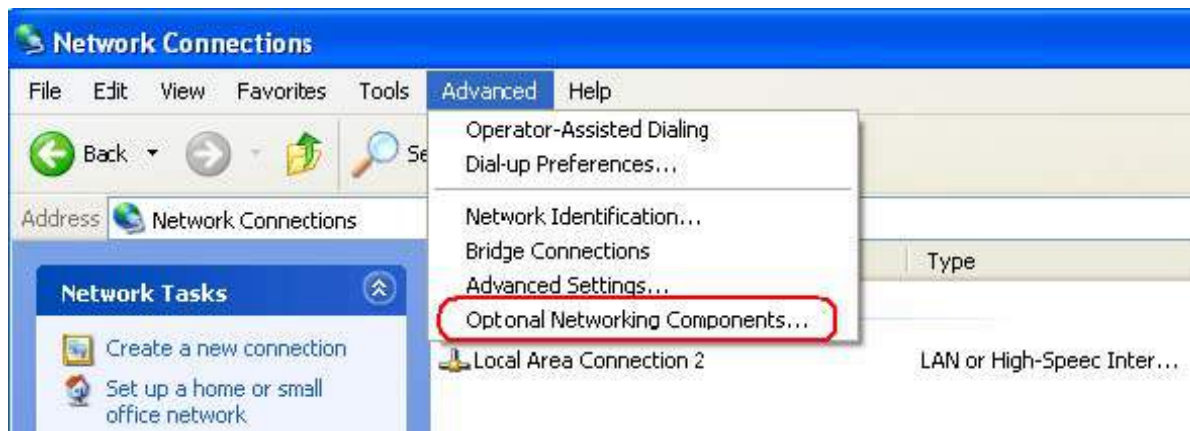 Network Connections
File Edit View Favorites Tools Advanced Help
Operator-Assisted Dialing
Back Se
Dial-up Preferences...
Address Network Connections
Network Identification...
Bridge Connections
Type
Network Tasks
Advanced Settings...
Optional Networking Components...
Create a new connection
Local Area Connection 2 LAN or High-Speed Inter...
Set up a home or small
office network